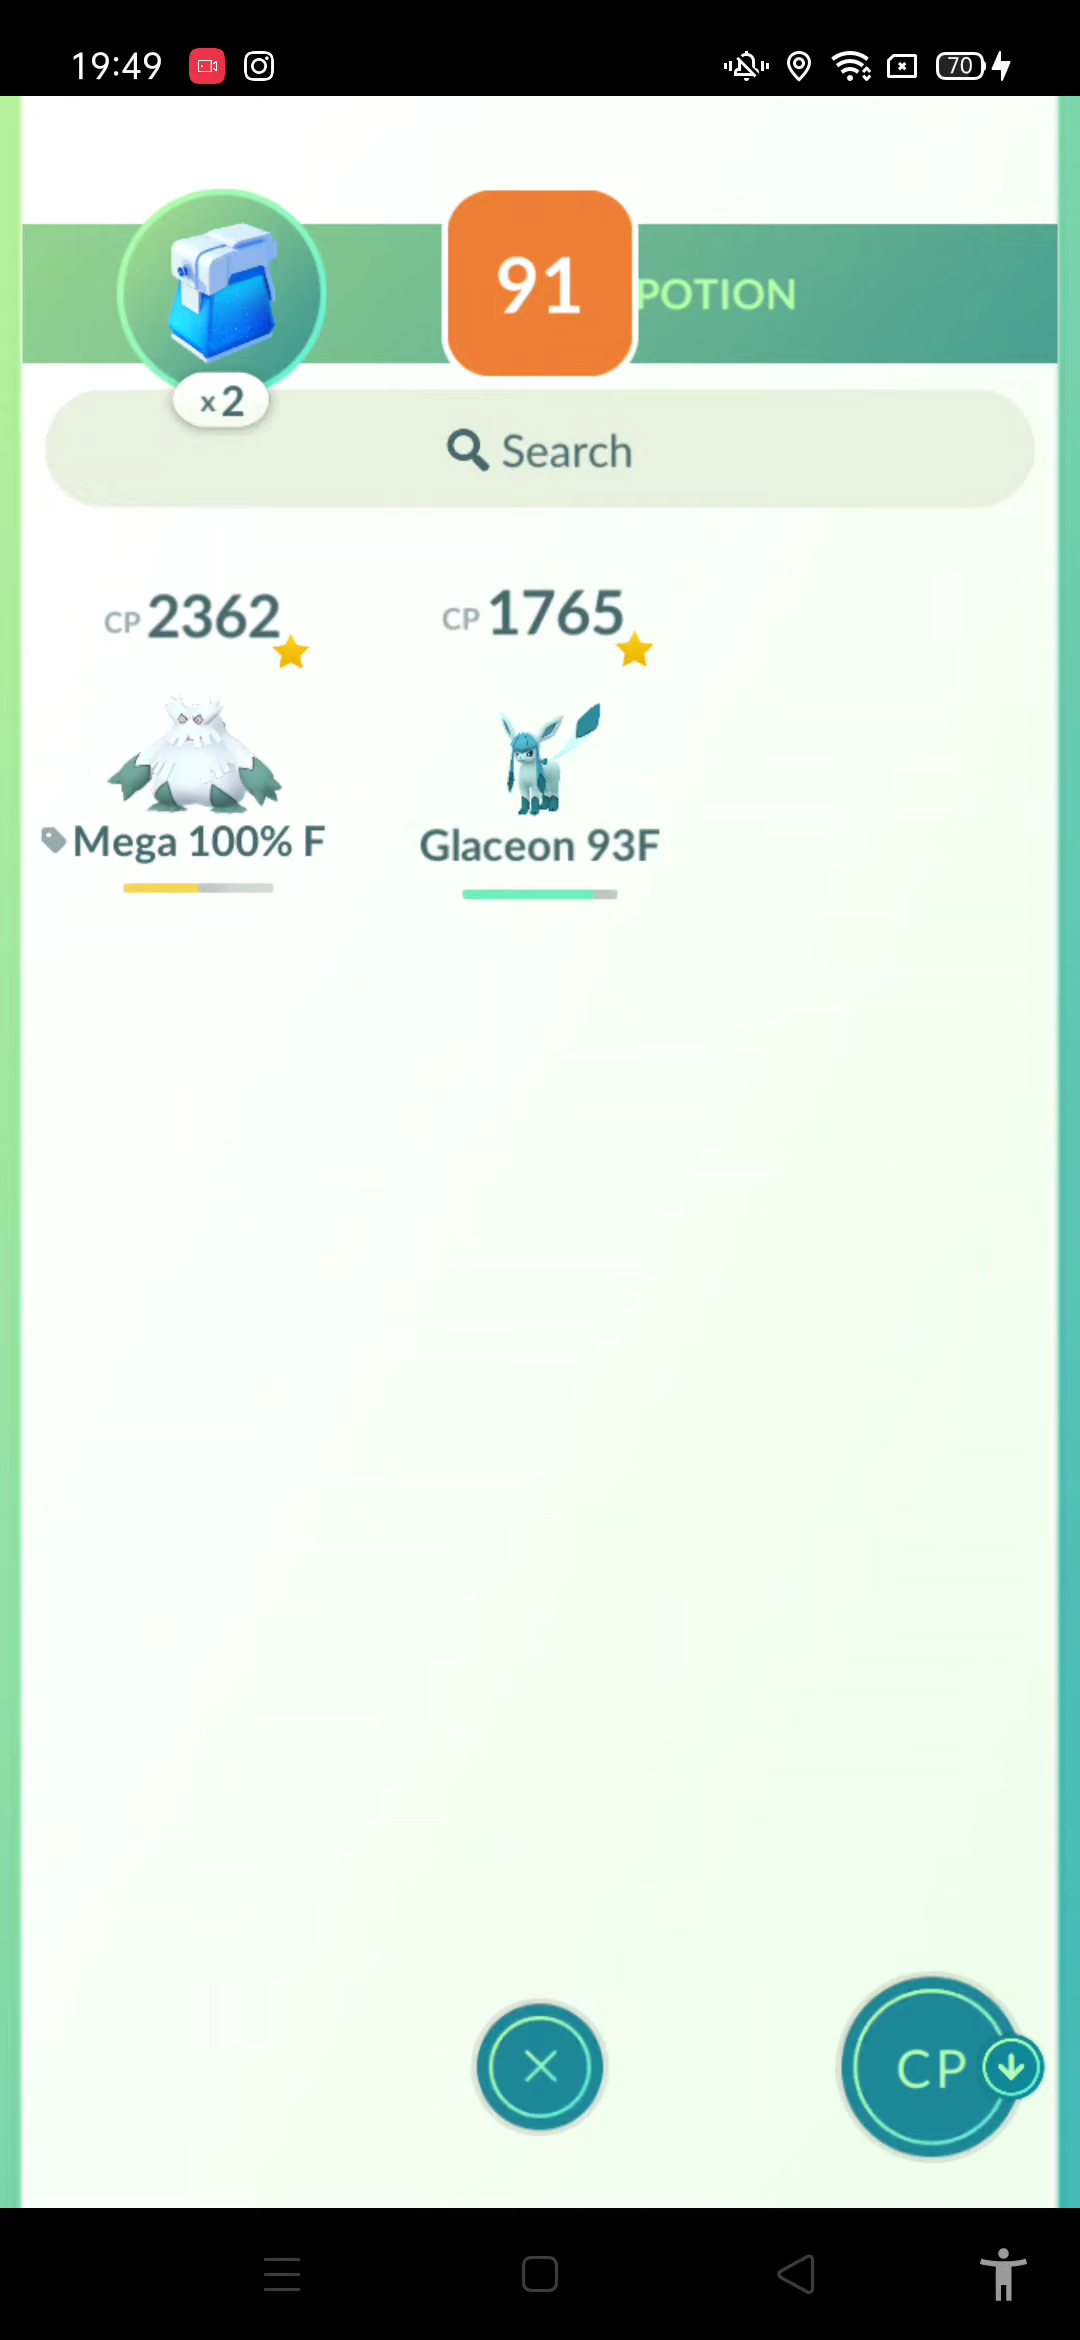 19:49
70
91
POTION
x2
Search
CP 2362
CP 1765
Mega 100% F
Glaceon 93F
CP